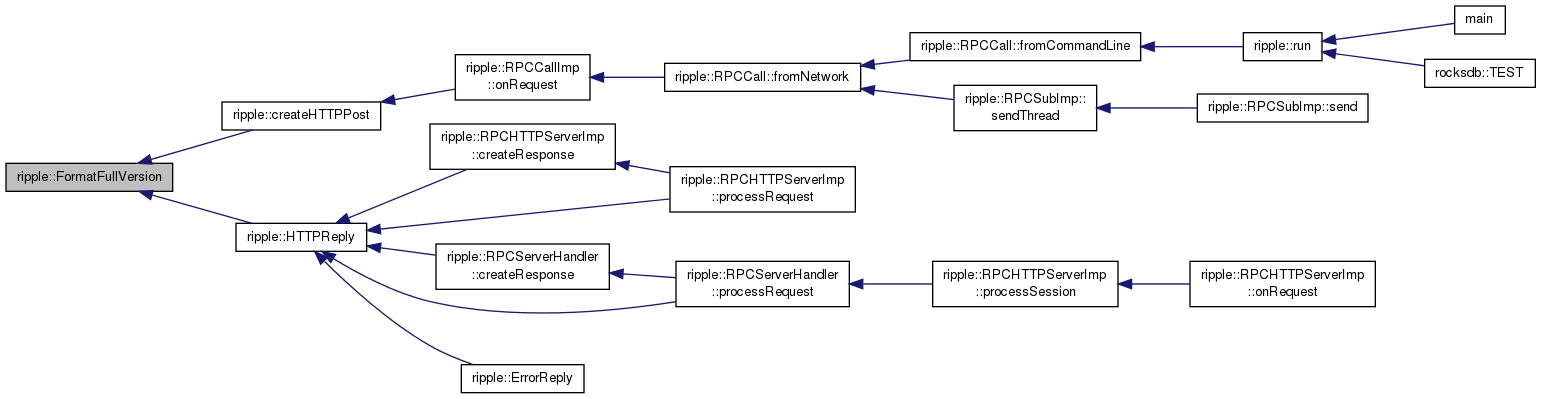 ripple::FormatFullVersion
ripple::createHTTPPost
ripple::HTTPReply
ripple::RPCCallImp
::onRequest
ripple::RPCHTTPServerImp
::createResponse
ripple::RPCServerHandler
::createResponse
ripple::ErrorReply
ripple::RPCCall::fromNetwork
ripple::RPCHTTPServerImp
::processRequest
ripple::RPCServerHandler
::processRequest
ripple::RPCCall::fromCommandLine
ripple::RPCSubImp::
sendThread
ripple::RPCHTTPServerImp
::processSession
ripple::run
ripple::RPCSubImp::send
ripple::RPCHTTPServerImp
::onRequest
main
rocksdb::TEST